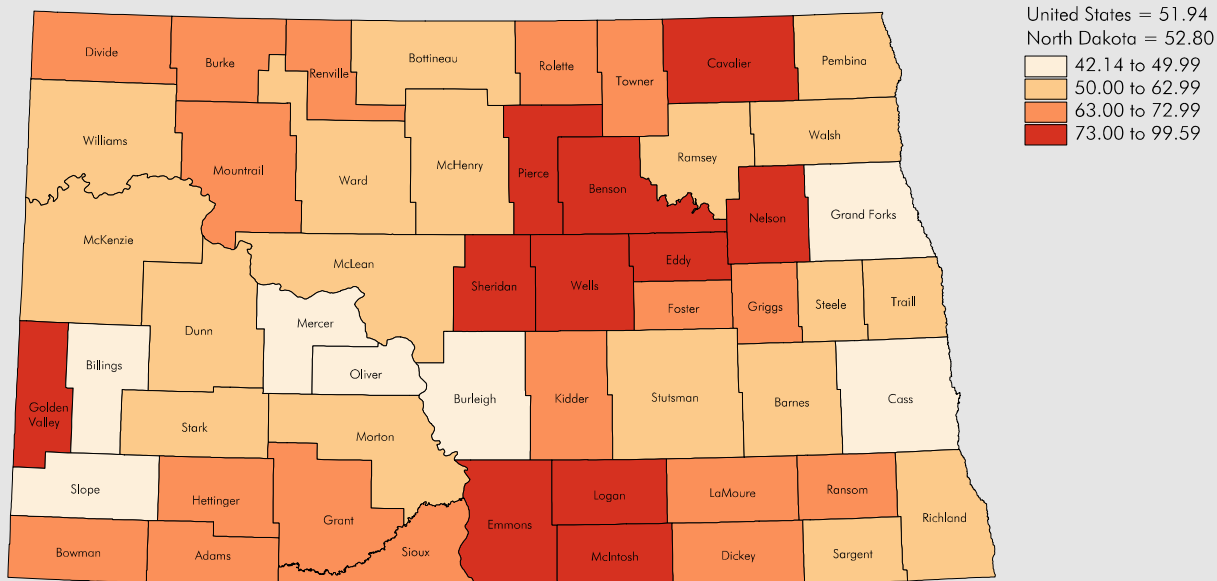 United States = 51.94
North Dakota = 52.80
42.14 to 49.99
50.00 to 62.99
63.00 to 72.99
73.00 to 99.59
Divide
Burke
Renville
Bottineau
Rolette
Towner
Cavalier
Pembina
Williams
Mountrail
Ward
McHenry
Pierce
Benson
Ramsey
Walsh
Nelson
Grand Forks
McKenzie
McLean
Sheridan
Wells
Eddy
Foster
Griggs
Steele
Traill
Dunn
Mercer
Oliver
Billings
Golden
Valley
Stark
Morton
Burleigh
Kidder
Stutsman
Barnes
Cass
Slope
Hettinger
Grant
Emmons
Logan
LaMoure
Ransom
Richland
Bowman
Adams
Sioux
McIntosh
Dickey
Sargent